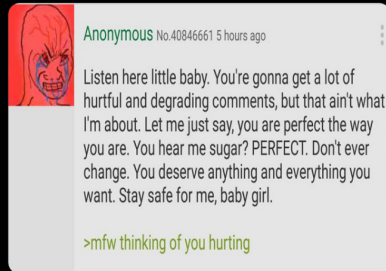 Anonymous No.40846661 5 hours ago
Listen here little baby. You're gonna get a lot of
hurtful and degrading comments, but that ain't what
I'm about. Let me just say, you are perfect the way
you are. You hear me sugar? PERFECT. Don't ever
change. You deserve anything and everything you
want. Stay safe for me, baby girl.
>mfw thinking of you hurting